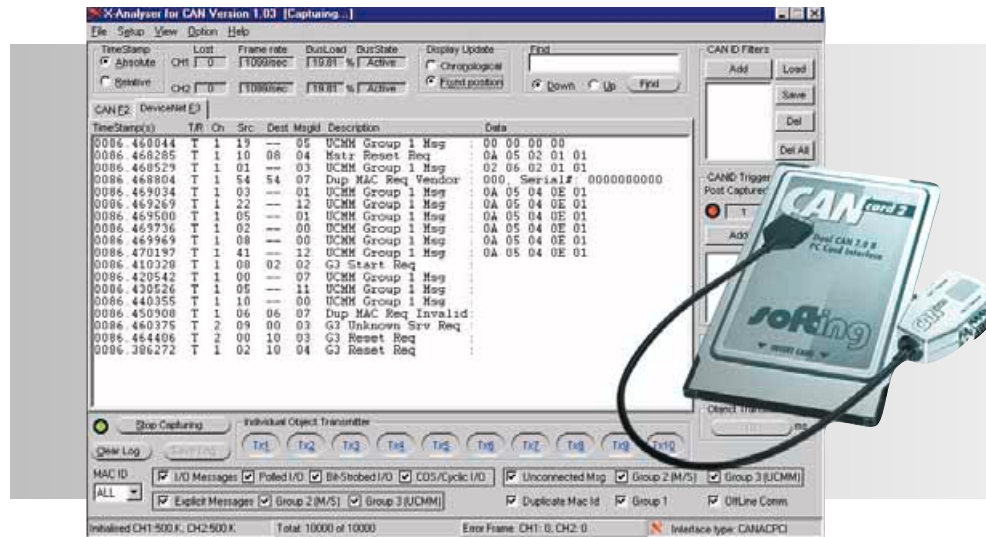 X-Analyser for CAN Version 1.03 [Capturing...]
File Setup View Option Help
TimeStamp Lost Frame rate BusLoad BusState Display Update Find CAN ID Filters
Absolute CH1 0 1099/sec 19.81 % Active Chronological Add Load
Relative CH2 0 1099/sec 19.81 % Active Fixed position Down Up Find Save
CAN F2 DeviceNet F3 Del
TimeStamp(s) T/R Ch Src Dest MsgId Description Data
0086.468044 T 1 19 -- 05 UCMM Group 1 Msg : 00 00 00 00 Del All
0086.468285 T 1 10 08 04 Mstr Reset Req : 0A 05 02 01 01
0086.468529 T 1 01 -- 03 UCMM Group 1 Msg : 02 06 02 01 01
0086.468804 T 1 54 54 07 Dup MAC Req Vendor : 000, Serial#: 0000000000 CANID Trigger
0086.469034 T 1 03 -- 01 UCMM Group 1 Msg : 0A 05 04 0E 01 Post Captured
0086.469269 T 1 22 -- 12 UCMM Group 1 Msg : 0A 05 04 0E 01
0086.469500 T 1 05 -- 01 UCMM Group 1 Msg : 0A 05 04 0E 01 1
0086.469736 T 1 02 -- 00 UCMM Group 1 Msg : 0A 05 04 0E 01
0086.469969 T 1 08 -- 00 UCMM Group 1 Msg : 0A 05 04 0E 01 Add
0086.470197 T 1 41 -- 12 UCMM Group 1 Msg : 0A 05 04 0E 01
0086.410328 T 1 08 02 02 G3 Start Req :
0086.420542 T 1 00 -- 07 UCMM Group 1 Msg :
0086.430526 T 1 05 -- 11 UCMM Group 1 Msg :
0086.440355 T 1 10 -- 00 UCMM Group 1 Msg :
0086.450908 T 1 06 06 07 Dup MAC Req Invalid:
0086.460375 T 2 09 00 03 G3 Unknown Srv Req :
0086.464406 T 2 00 10 03 G3 Reset Req :
0086.386272 T 1 02 10 04 G3 Reset Req :
CAN card 2
Dual CAN 2.0 B
PC Card Interface
softing
INSERT CARD
Stop Capturing Individual Object Transmitter
Clear Log Save Log Tx1 Tx2 Tx3 Tx4 Tx5 Tx6 Tx7 Tx8 Tx9 Tx10 ms
MAC ID I/O Messages Polled I/O Bit-Strobed I/O COS/Cyclic I/O Unconnected Msg Group 2 (M/S) Group 3 (UCMM)
ALL Explicit Messages Group 2 (M/S) Group 3 (UCMM) Duplicate Mac Id Group 1 OffLine Comm.
Initialised CH1:500 K, CH2:500 K Total: 10000 of 10000 Error Frame CH1: 0, CH2: 0 Interface type: CANACPCI